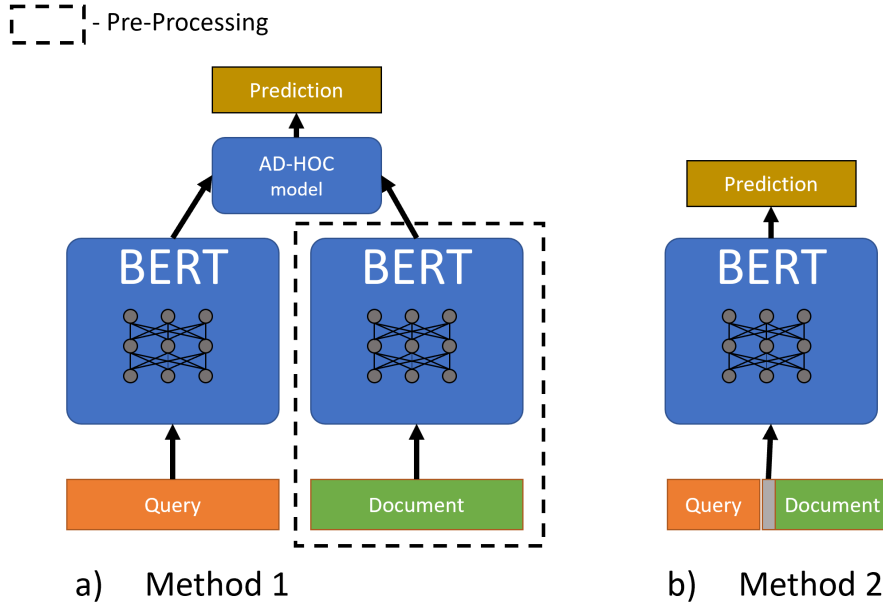 - Pre-Processing
Prediction
AD-HOC
model
BERT
BERT
Query
Document
a) Method 1
Prediction
BERT
Query
Document
b) Method 2